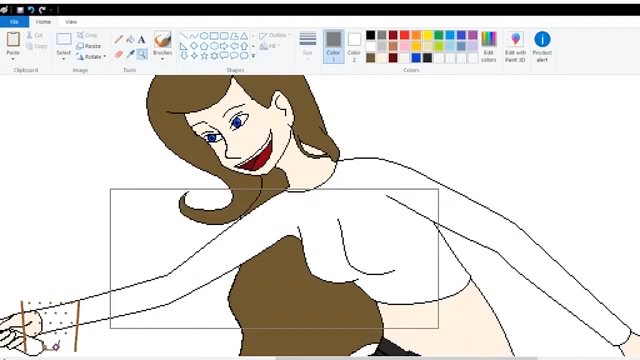 File Home View
Paste Cut Copy Select Crop Resize Rotate Brushes Outline Fill Size Color 1 Color 2 Edit colors Edit with Paint 3D Product alert
Clipboard Image Tools Shapes Colors